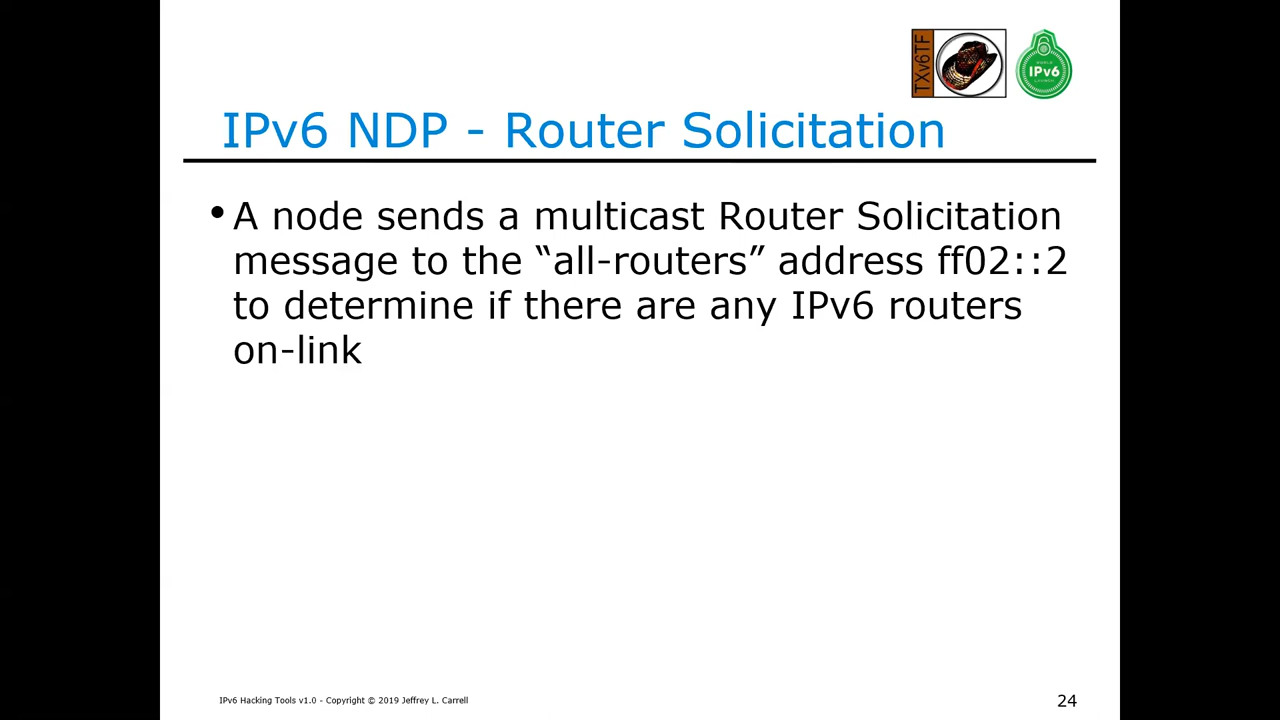 TXv6TF
WORLD
IPv6
LAUNCH
IPv6 NDP - Router Solicitation
• A node sends a multicast Router Solicitation
message to the “all-routers” address ff02::2
to determine if there are any IPv6 routers
on-link
IPv6 Hacking Tools v1.0 - Copyright © 2019 Jeffrey L. Carrell
24